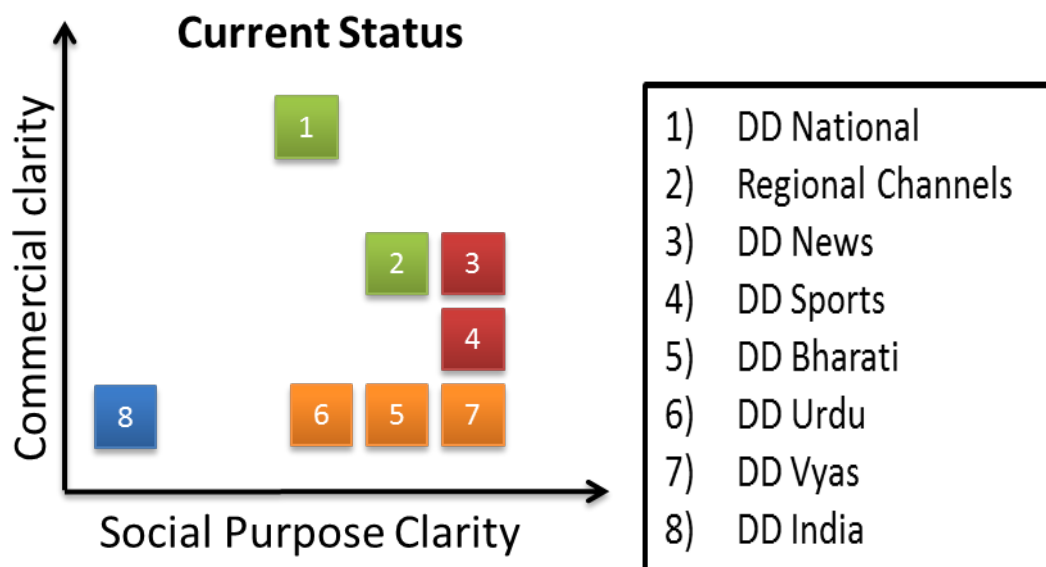 Current Status
Commercial clarity
1
2
3
4
8
6
5
7
Social Purpose Clarity
1) DD National
2) Regional Channels
3) DD News
4) DD Sports
5) DD Bharati
6) DD Urdu
7) DD Vyas
8) DD India